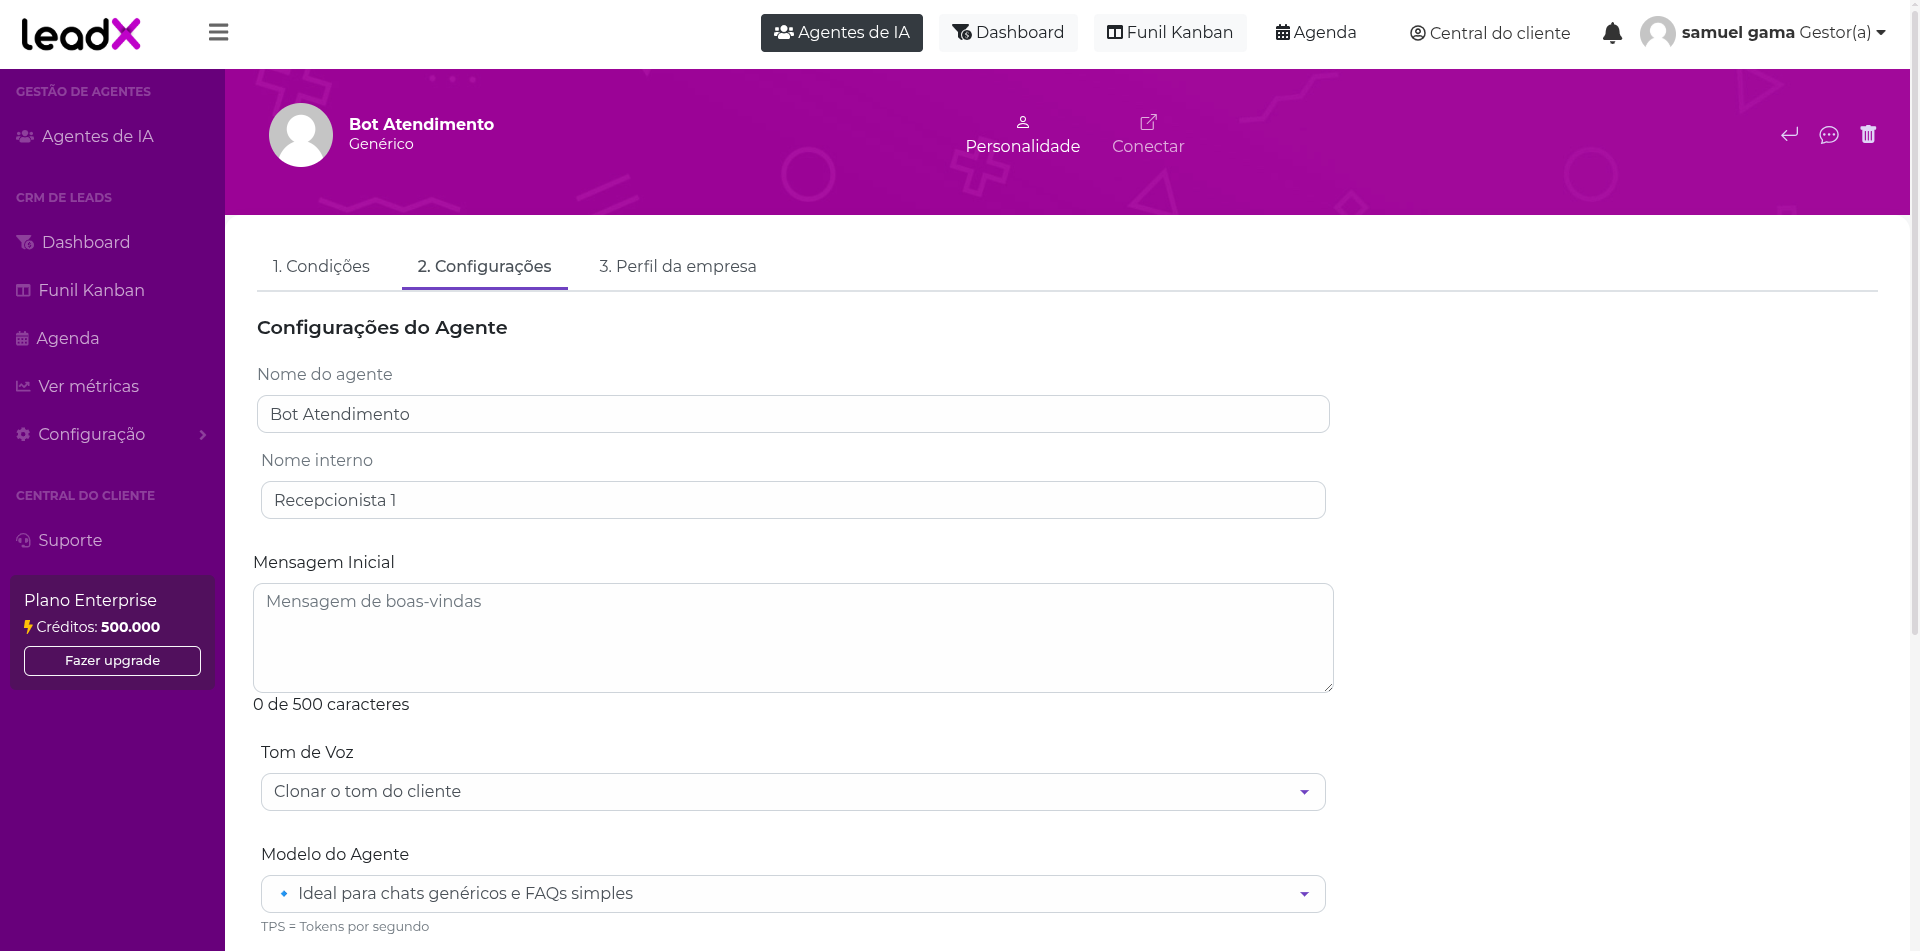 leadX
Agentes de IA
Dashboard
Funil Kanban
Agenda
Central do cliente
samuel gama Gestor(a)
GESTÃO DE AGENTES
Agentes de IA
CRM DE LEADS
Dashboard
Funil Kanban
Agenda
Ver métricas
Configuração
CENTRAL DO CLIENTE
Suporte
Plano Enterprise
Créditos: 500.000
Fazer upgrade
Bot Atendimento
Genérico
Personalidade
Conectar
1. Condições
2. Configurações
3. Perfil da empresa
Configurações do Agente
Nome do agente
Bot Atendimento
Nome interno
Recepcionista 1
Mensagem Inicial
Mensagem de boas-vindas
0 de 500 caracteres
Tom de Voz
Clonar o tom do cliente
Modelo do Agente
🔹 Ideal para chats genéricos e FAQs simples
TPS = Tokens por segundo